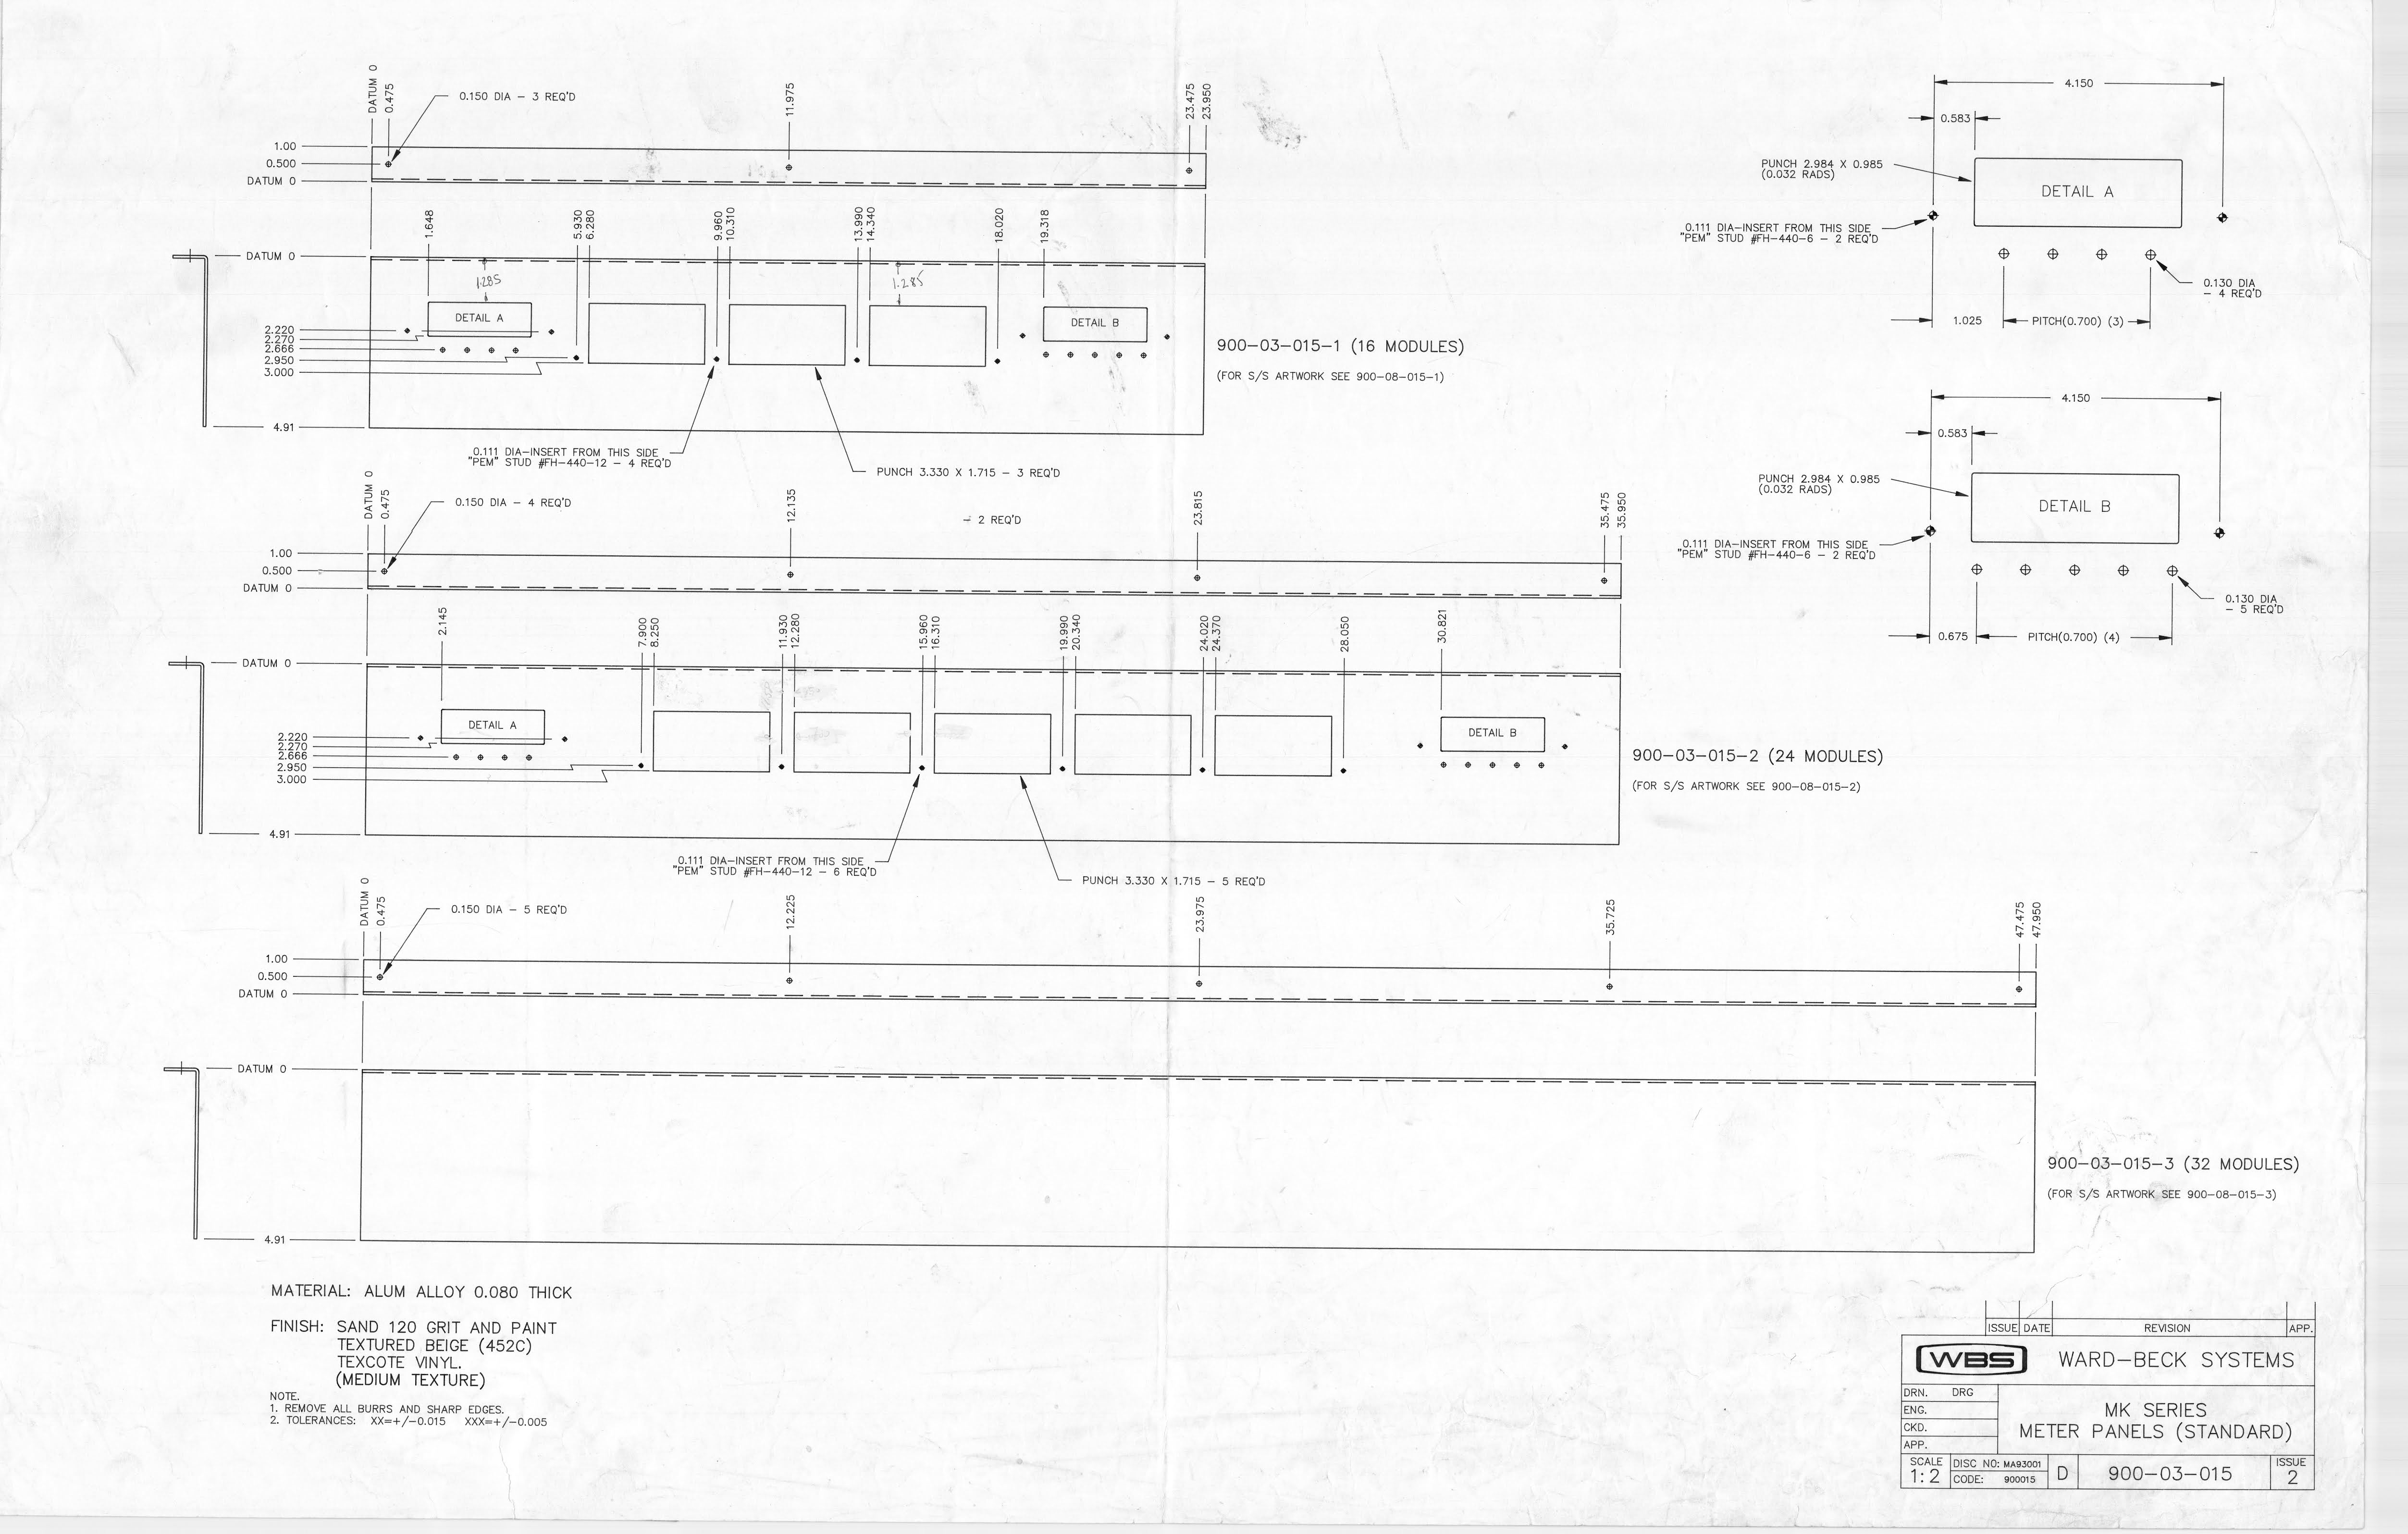 DATUM 0
0.475
0.150 DIA – 3 REQ'D
11.975
23.475
23.950
1.00
0.500
DATUM 0
1.648
5.930
6.280
9.960
10.310
13.990
14.340
18.020
19.318
DATUM 0
1.285
1.285
DETAIL A
DETAIL B
2.220
2.270
2.666
2.950
3.000
4.91
900-03-015-1 (16 MODULES)
(FOR S/S ARTWORK SEE 900-08-015-1)
0.111 DIA-INSERT FROM THIS SIDE
"PEM" STUD #FH-440-12 – 4 REQ'D
PUNCH 3.330 X 1.715 – 3 REQ'D
4.150
0.583
PUNCH 2.984 X 0.985
(0.032 RADS)
DETAIL A
0.111 DIA-INSERT FROM THIS SIDE
"PEM" STUD #FH-440-6 – 2 REQ'D
0.130 DIA
– 4 REQ'D
1.025
PITCH(0.700) (3)
4.150
0.583
PUNCH 2.984 X 0.985
(0.032 RADS)
DETAIL B
0.111 DIA-INSERT FROM THIS SIDE
"PEM" STUD #FH-440-6 – 2 REQ'D
0.130 DIA
– 5 REQ'D
0.675
PITCH(0.700) (4)
DATUM 0
0.475
0.150 DIA – 4 REQ'D
12.135
– 2 REQ'D
23.815
35.475
35.950
1.00
0.500
DATUM 0
2.145
7.900
8.250
11.930
12.280
15.960
16.310
19.990
20.340
24.020
24.370
28.050
30.821
DATUM 0
DETAIL A
DETAIL B
2.220
2.270
2.666
2.950
3.000
4.91
900-03-015-2 (24 MODULES)
(FOR S/S ARTWORK SEE 900-08-015-2)
0.111 DIA-INSERT FROM THIS SIDE
"PEM" STUD #FH-440-12 – 6 REQ'D
PUNCH 3.330 X 1.715 – 5 REQ'D
DATUM 0
0.475
0.150 DIA – 5 REQ'D
12.225
23.975
35.725
47.475
47.950
1.00
0.500
DATUM 0
DATUM 0
4.91
900-03-015-3 (32 MODULES)
(FOR S/S ARTWORK SEE 900-08-015-3)
MATERIAL: ALUM ALLOY 0.080 THICK
FINISH: SAND 120 GRIT AND PAINT
TEXTURED BEIGE (452C)
TEXCOTE VINYL.
(MEDIUM TEXTURE)
NOTE.
1. REMOVE ALL BURRS AND SHARP EDGES.
2. TOLERANCES: XX=+/-0.015 XXX=+/-0.005
ISSUE DATE REVISION APP.
WBS WARD-BECK SYSTEMS
DRN. DRG
ENG.
CKD.
APP.
MK SERIES
METER PANELS (STANDARD)
SCALE
1:2
DISC NO: MA93001
CODE: 900015
D
900-03-015
ISSUE
2